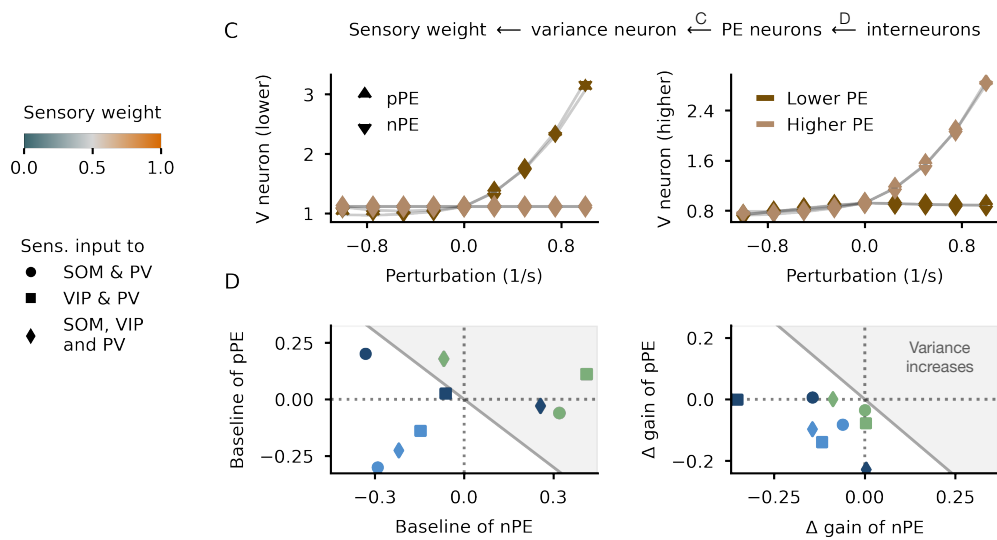 C
Sensory weight ← variance neuron ← PE neurons ← interneurons
C
D
Sensory weight
0.0 0.5 1.0
Sens. input to
SOM & PV
VIP & PV
SOM, VIP
and PV
V neuron (lower)
3
2
1
pPE
nPE
−0.8 0.0 0.8
Perturbation (1/s)
V neuron (higher)
2.4
1.6
0.8
Lower PE
Higher PE
−0.8 0.0 0.8
Perturbation (1/s)
D
Baseline of pPE
0.25
0.00
−0.25
−0.3 0.0 0.3
Baseline of nPE
Δ gain of pPE
0.2
0.0
−0.2
Variance
increases
−0.25 0.00 0.25
Δ gain of nPE